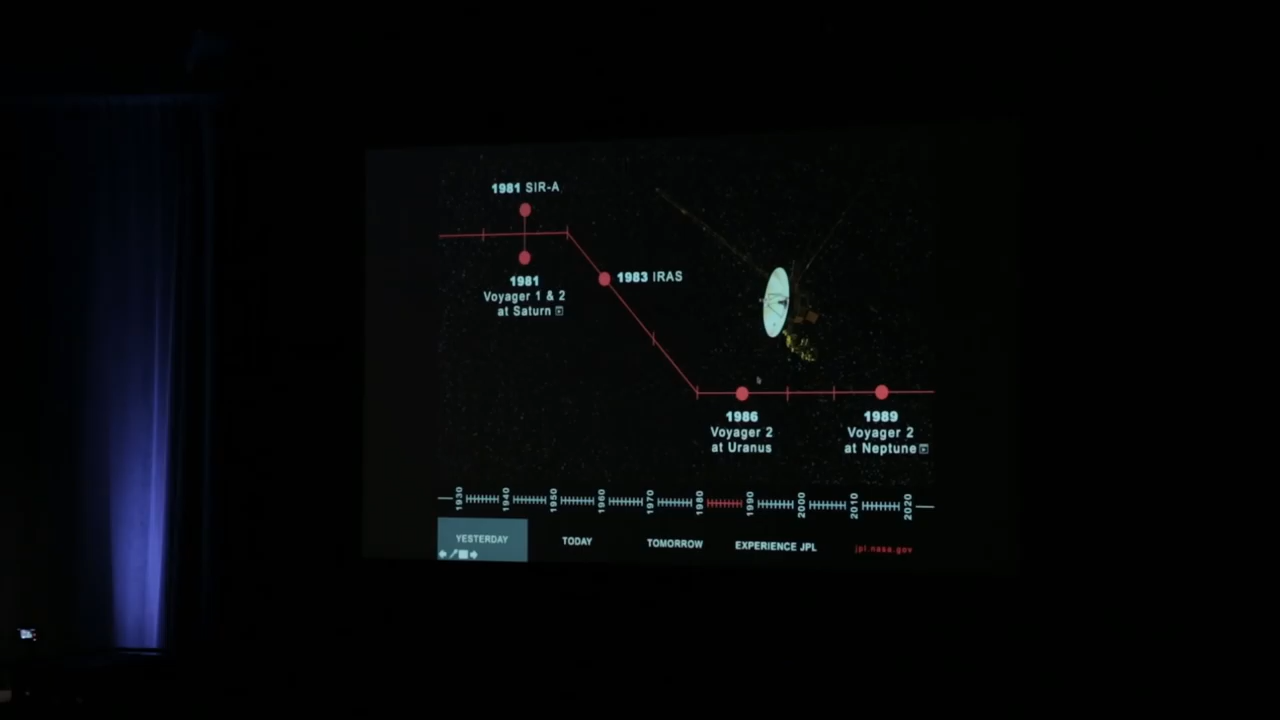 1981 SIR-A
1981
Voyager 1 & 2
at Saturn
1983 IRAS
1986
Voyager 2
at Uranus
1989
Voyager 2
at Neptune
1930 1940 1950 1960 1970 1980 1990 2000 2010 2020
YESTERDAY TODAY TOMORROW EXPERIENCE JPL jpl.nasa.gov